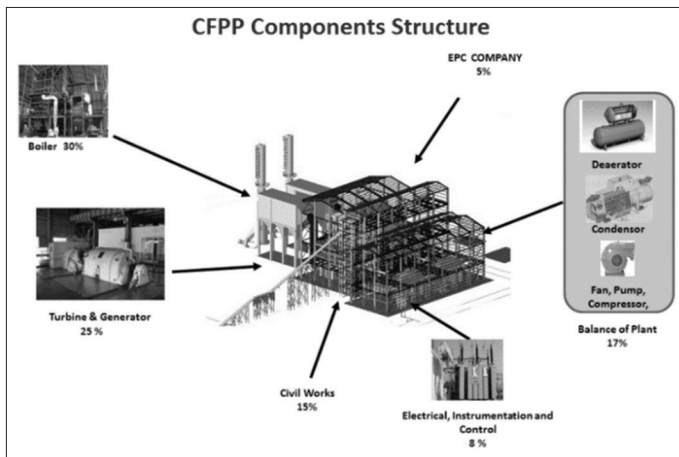 CFPP Components Structure
EPC COMPANY
5%
Boiler 30%
Deaerator
Condensor
Fan, Pump,
Compressor,
Turbine & Generator
25 %
Balance of Plant
17%
Civil Works
15%
Electrical, Instrumentation and
Control
8 %